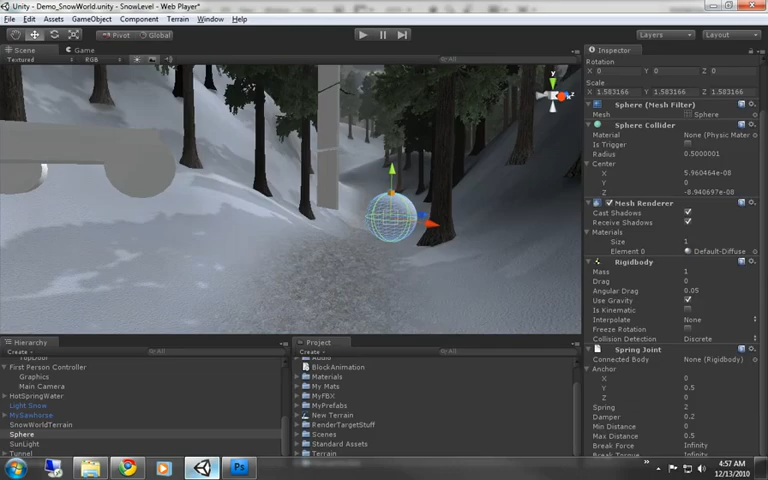 Unity - Demo_SnowWorld.unity - SnowLevel - Web Player*
File Edit Assets GameObject Component Terrain Window Help
Pivot Global Layers Layout
Scene Game Inspector
Textured RGB All
Rotation
X 0 Y 0 Z 0
Scale
X 1.583166 Y 1.583166 Z 1.583166
Sphere (Mesh Filter)
Mesh Sphere
Sphere Collider
Material None (Physic Mater
Is Trigger
Radius 0.5000001
Center
X 5.960464e-08
Y 0
Z -8.940697e-08
Mesh Renderer
Cast Shadows
Receive Shadows
Materials
Size 1
Element 0 Default-Diffuse
Rigidbody
Mass 1
Drag 0
Angular Drag 0.05
Use Gravity
Is Kinematic
Interpolate None
Freeze Rotation
Collision Detection Discrete
Spring Joint
Connected Body None (Rigidbody)
Anchor
X 0
Y 0.5
Z 0
Spring 2
Damper 0.2
Min Distance 0
Max Distance 0.5
Break Force Infinity
Break Torque Infinity
Hierarchy
Create All
First Person Controller
Graphics
Main Camera
HotSpringWater
Light Snow
MySawhorse
SnowWorldTerrain
Sphere
SunLight
Tunnel
Project
Create All
Audio
BlockAnimation
Materials
My Mats
MyFBX
MyPrefabs
New Terrain
RenderTargetStuff
Scenes
Standard Assets
Terrain
4:57 AM
12/13/2010